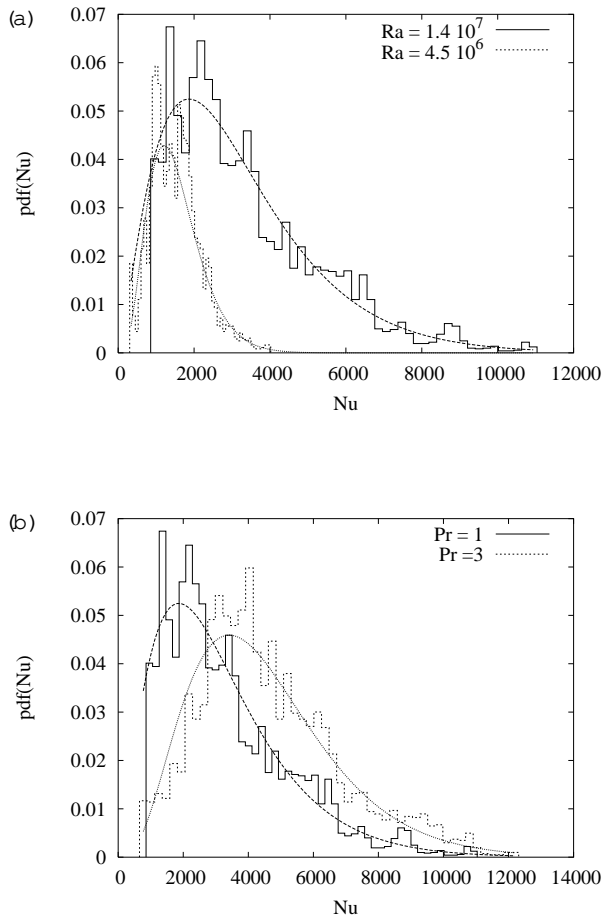 (a)
0.07
0.06
0.05
0.04
0.03
0.02
0.01
0
pdf(Nu)
Ra = 1.4 10^7
Ra = 4.5 10^6
0 2000 4000 6000 8000 10000 12000
Nu
(b)
0.07
0.06
0.05
0.04
0.03
0.02
0.01
0
pdf(Nu)
Pr = 1
Pr =3
0 2000 4000 6000 8000 10000 12000 14000
Nu